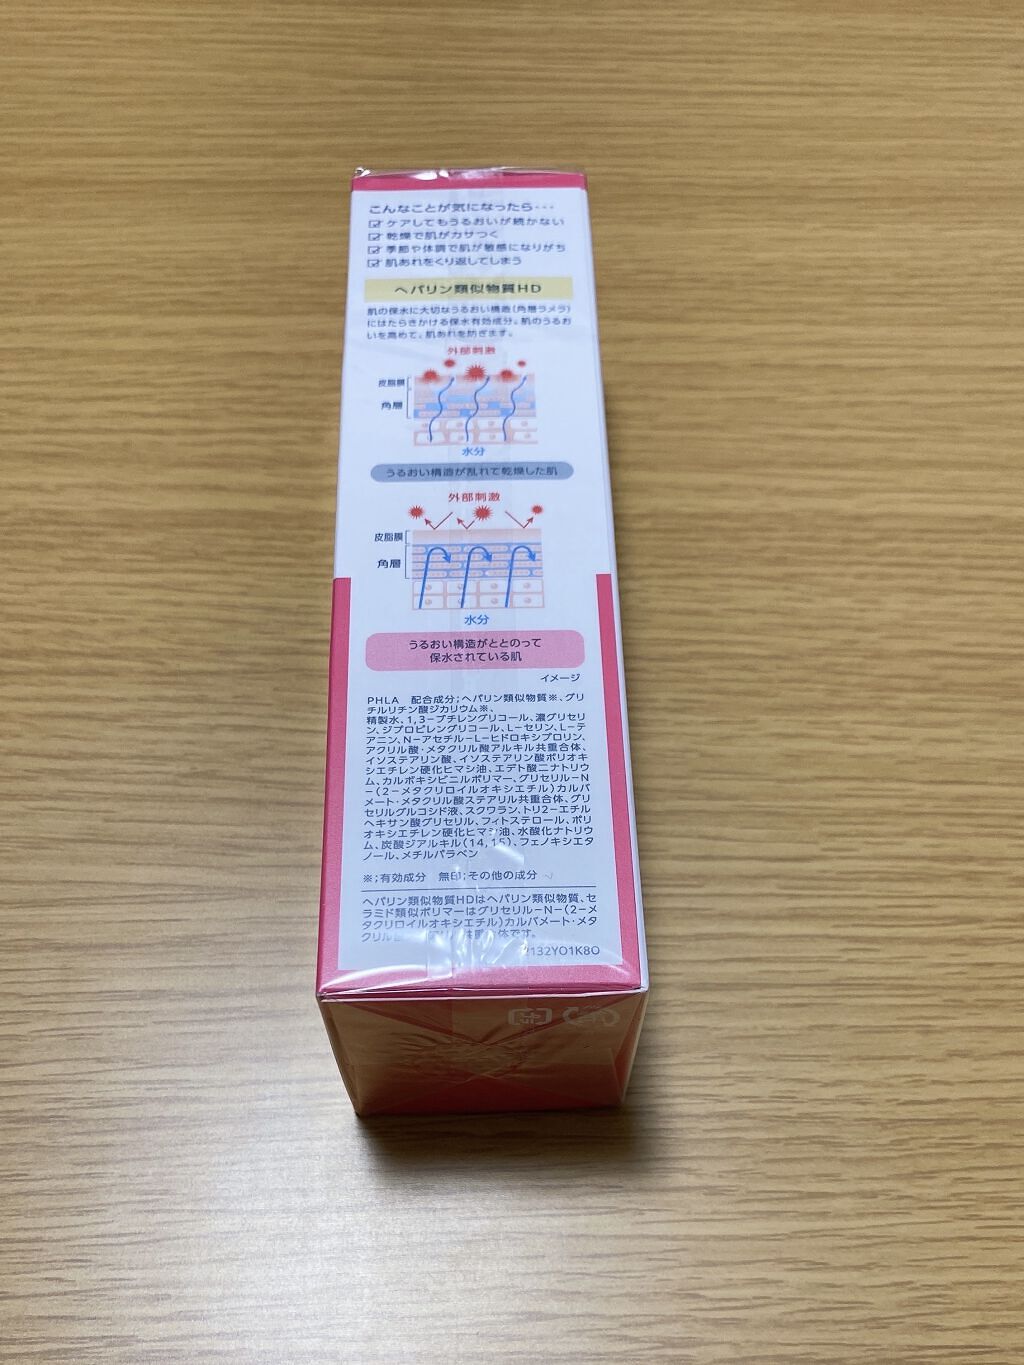 こんなことが気になったら・・・
ケアしてもうるおいが続かない
乾燥で肌がカサつく
季節や体調で肌が敏感になりがち
肌あれをくり返してしまう
ヘパリン類似物質HD
肌の保水に大切なうるおい構造(角層ラメラ)
にはたらきかける保水有効成分。肌のうるお
いを高めて、肌あれを防ぎます。
外部刺激
皮脂膜
角層
水分
うるおい構造が乱れて乾燥した肌
外部刺激
皮脂膜
角層
水分
うるおい構造がととのって
保水されている肌
イメージ
PHLA 配合成分;ヘパリン類似物質※、グリ
チルリチン酸ジカリウム※、
精製水、1,3-ブチレングリコール、濃グリセリ
ン、ジプロピレングリコール、L-セリン、L-テ
アニン、N-アセチル-L-ヒドロキシプロリン、
アクリル酸・メタクリル酸アルキル共重合体、
イソステアリン酸、イソステアリン酸ポリオキ
シエチレン硬化ヒマシ油、エデト酸二ナトリウ
ム、カルボキシビニルポリマー、グリセリル-N
-(2-メタクリロイルオキシエチル)カルバ
メート・メタクリル酸ステアリル共重合体、グリ
セリルグルコシド液、スクワラン、トリ2-エチル
ヘキサン酸グリセリル、フィトステロール、ポリ
オキシエチレン硬化ヒマシ油、水酸化ナトリウ
ム、炭酸ジアルキル(14,15)、フェノキシエタ
ノール、メチルパラベン
※;有効成分 無印;その他の成分
ヘパリン類似物質HDはヘパリン類似物質、セ
ラミド類似ポリマーはグリセリル-N-(2-メ
タクリロイルオキシエチル)カルバメート・メタ
クリル 共重合体です。
2132YO1K8O